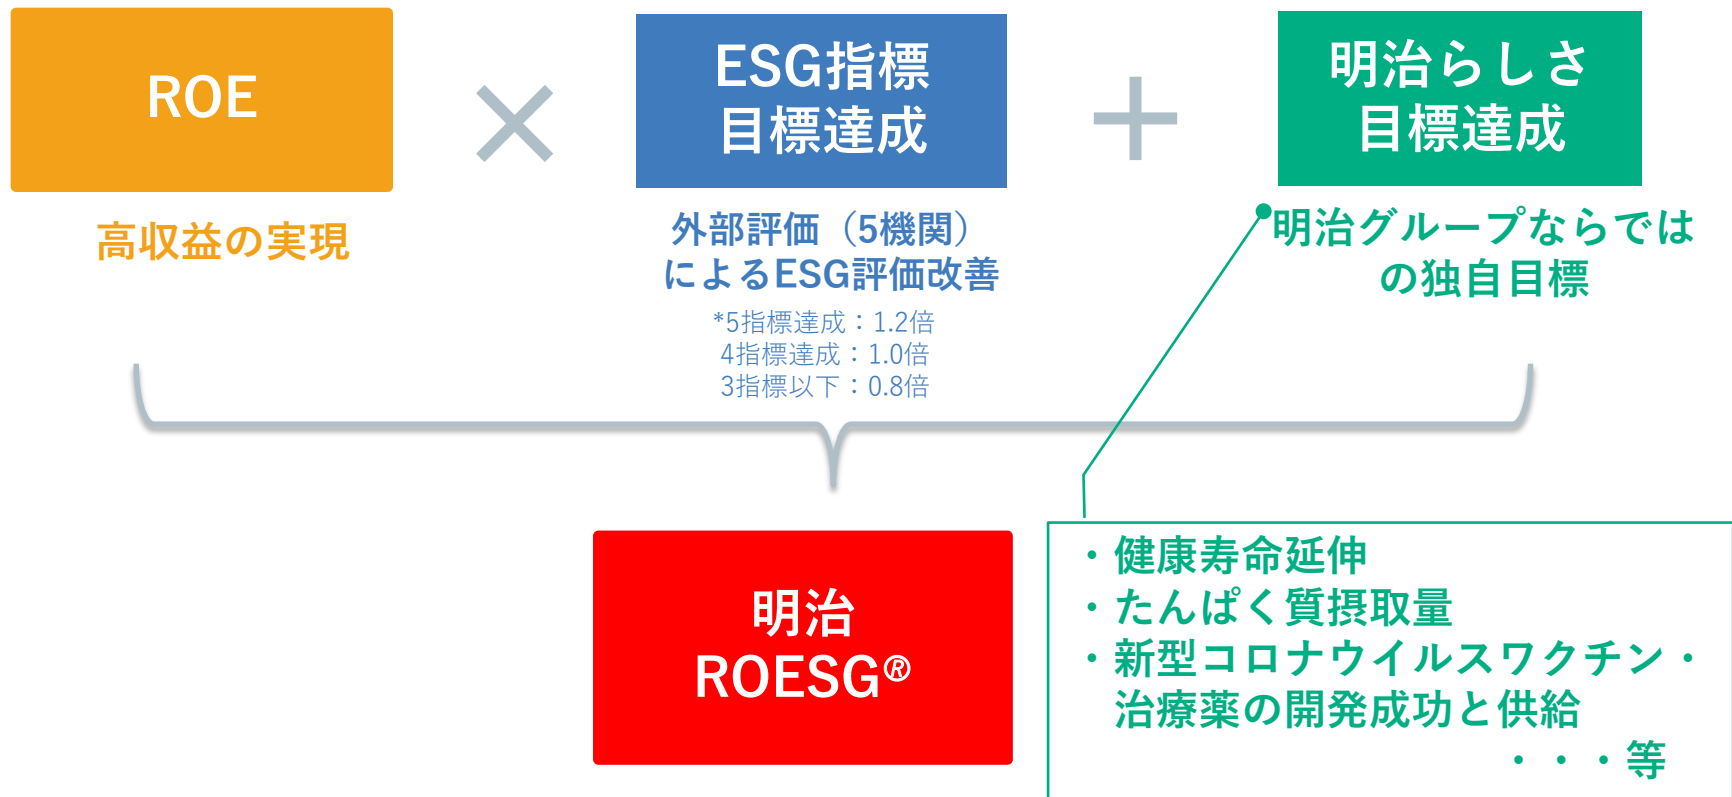 ROE
×
ESG指標
目標達成
+
明治らしさ
目標達成
高収益の実現
外部評価（5機関）
によるESG評価改善
*5指標達成：1.2倍
4指標達成：1.0倍
3指標以下：0.8倍
明治グループならでは
の独自目標
明治
ROESG®
・健康寿命延伸
・たんぱく質摂取量
・新型コロナウイルスワクチン・
治療薬の開発成功と供給
・・・等